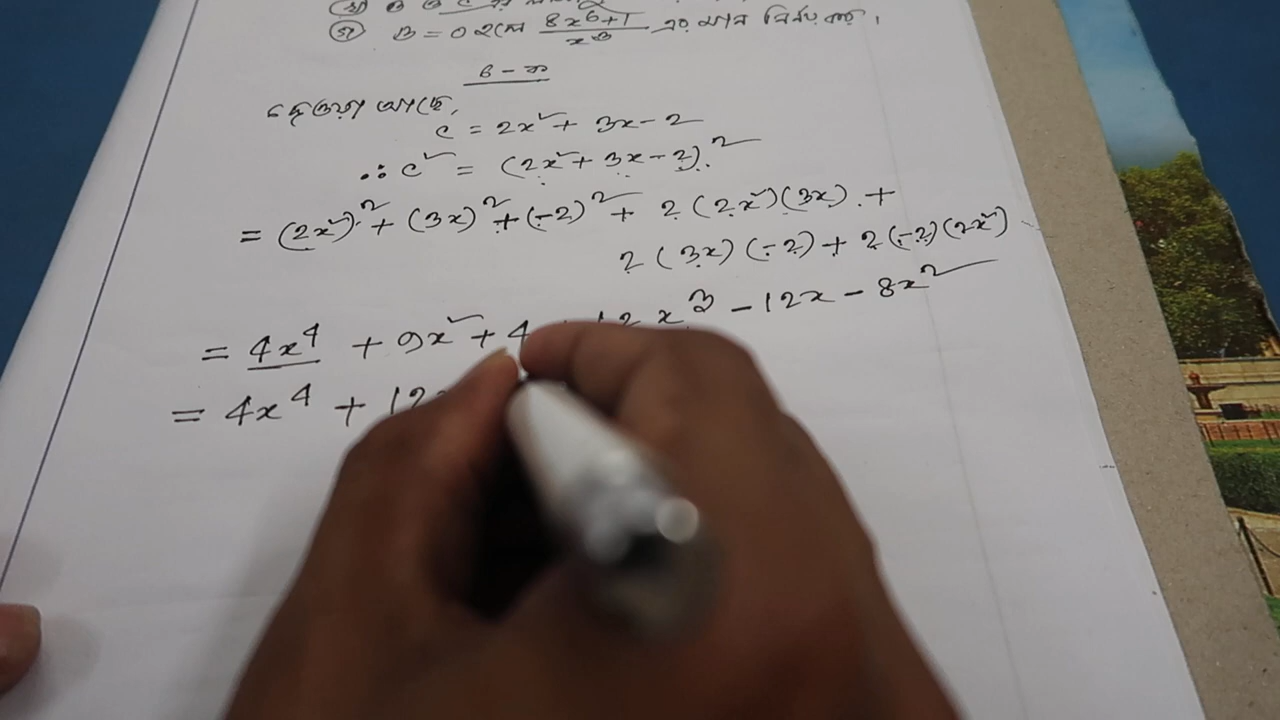 গ B = 0 হলে 8x⁶+1/x³ এর মান নির্ণয় কর।
দেওয়া আছে,
c = 2x² + 3x - 2
∴ c² = (2x² + 3x - 2)²
= (2x²)² + (3x)² + (-2)² + 2(2x²)(3x) +
2(3x)(-2) + 2(-2)(2x²)
= 4x⁴ + 9x² + 4 + 12x³ - 12x - 8x²
= 4x⁴ + 12